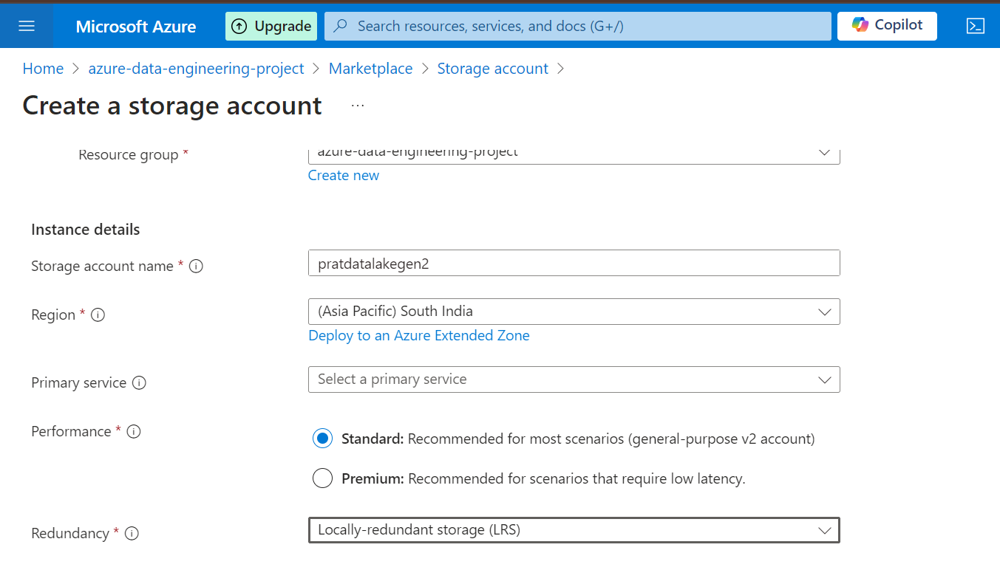 Microsoft Azure Upgrade Search resources, services, and docs (G+/) Copilot
Home > azure-data-engineering-project > Marketplace > Storage account >
Create a storage account ...
Resource group *
azure-data-engineering-project
Create new
Instance details
Storage account name *
pratdatalakegen2
Region *
(Asia Pacific) South India
Deploy to an Azure Extended Zone
Primary service
Select a primary service
Performance *
Standard: Recommended for most scenarios (general-purpose v2 account)
Premium: Recommended for scenarios that require low latency.
Redundancy *
Locally-redundant storage (LRS)